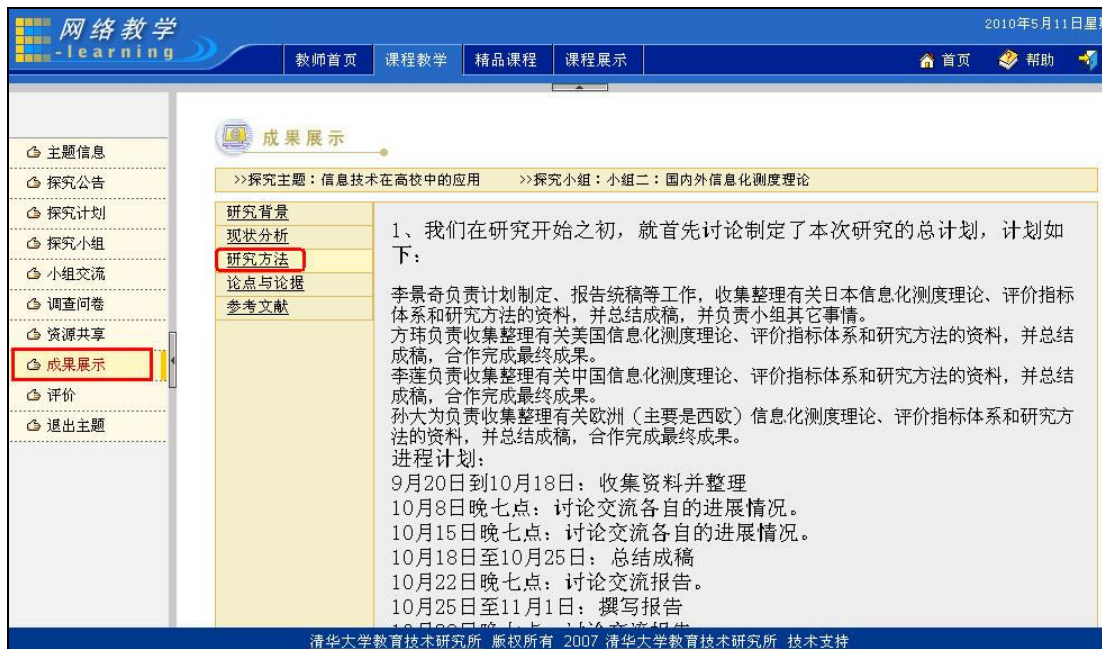 网络教学
-learning
2010年5月11日星
教师首页 课程教学 精品课程 课程展示 首页 帮助
主题信息
探究公告
探究计划
探究小组
小组交流
调查问卷
资源共享
成果展示
评价
退出主题
成果展示
>>探究主题：信息技术在高校中的应用 >>探究小组：小组二：国内外信息化测度理论
研究背景
现状分析
研究方法
论点与论据
参考文献
1、我们在研究开始之初，就首先讨论制定了本次研究的总计划，计划如
下：
李景奇负责计划制定、报告统稿等工作，收集整理有关日本信息化测度理论、评价指标
体系和研究方法的资料，并总结成稿，并负责小组其它事情。
方玮负责收集整理有关美国信息化测度理论、评价指标体系和研究方法的资料，并总结
成稿，合作完成最终成果。
李莲负责收集整理有关中国信息化测度理论、评价指标体系和研究方法的资料，并总结
成稿，合作完成最终成果。
孙大为负责收集整理有关欧洲（主要是西欧）信息化测度理论、评价指标体系和研究方
法的资料，并总结成稿，合作完成最终成果。
进程计划：
9月20日到10月18日：收集资料并整理
10月8日晚七点：讨论交流各自的进展情况。
10月15日晚七点：讨论交流各自的进展情况。
10月18日至10月25日：总结成稿
10月22日晚七点：讨论交流报告。
10月25日至11月1日：撰写报告
清华大学教育技术研究所 版权所有 2007 清华大学教育技术研究所 技术支持